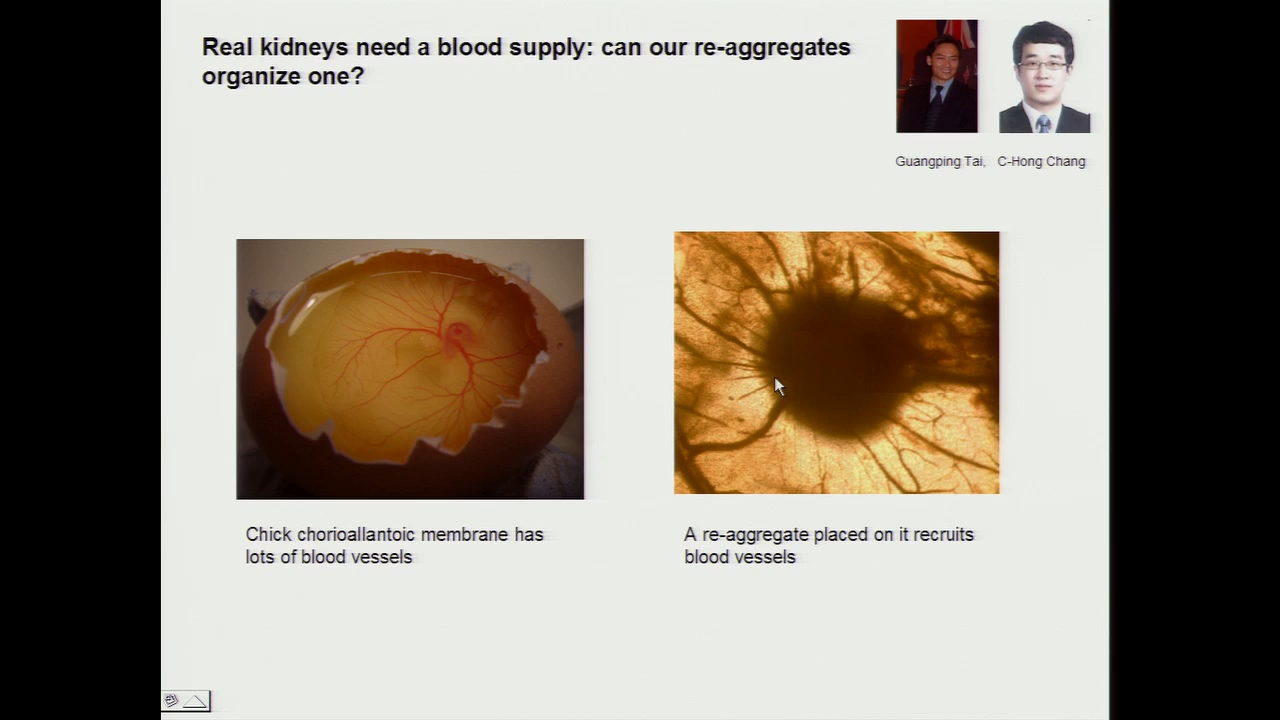 Real kidneys need a blood supply: can our re-aggregates
organize one?
Guangping Tai, C-Hong Chang
Chick chorioallantoic membrane has
lots of blood vessels
A re-aggregate placed on it recruits
blood vessels